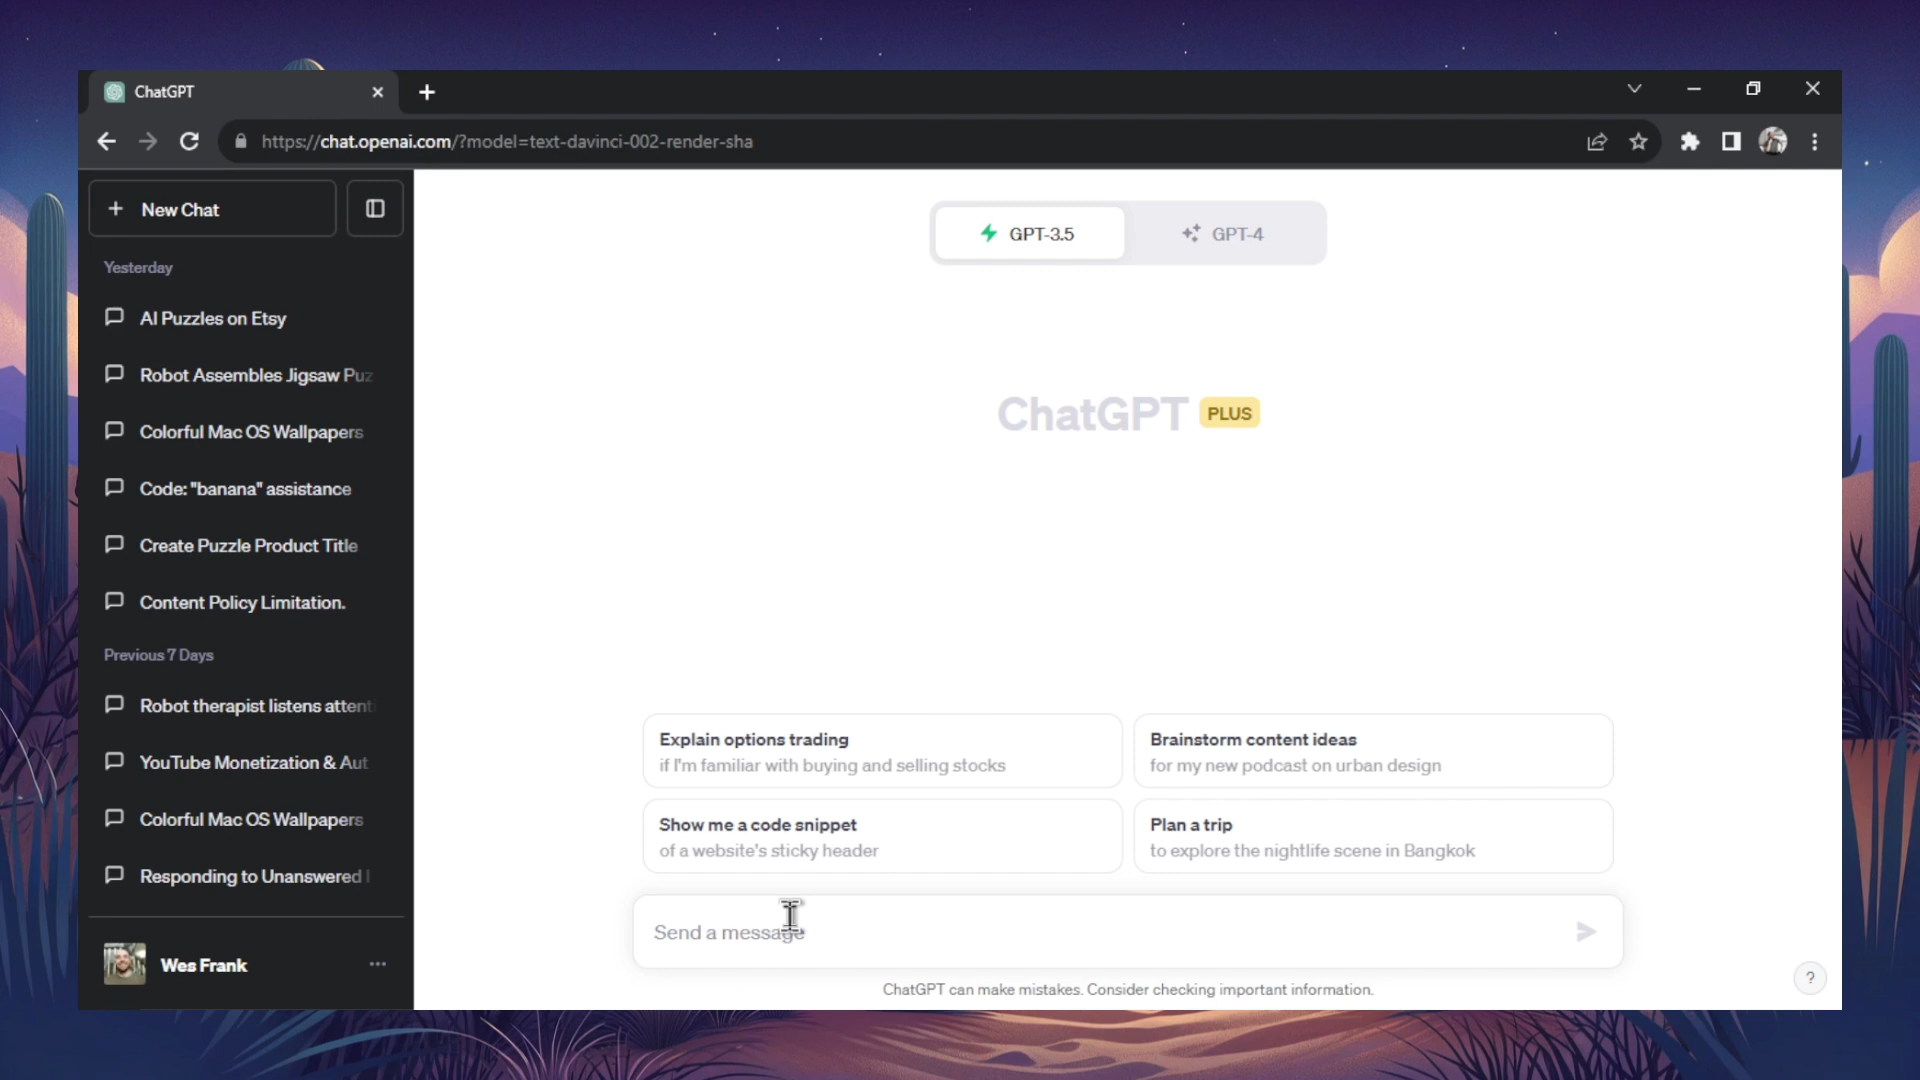 ChatGPT
https://chat.openai.com/?model=text-davinci-002-render-sha
New Chat
Yesterday
AI Puzzles on Etsy
Robot Assembles Jigsaw Puz
Colorful Mac OS Wallpapers
Code: "banana" assistance
Create Puzzle Product Title
Content Policy Limitation.
Previous 7 Days
Robot therapist listens attent
YouTube Monetization & Aut
Colorful Mac OS Wallpapers
Responding to Unanswered
Wes Frank
GPT-3.5
GPT-4
ChatGPT PLUS
Explain options trading
if I'm familiar with buying and selling stocks
Brainstorm content ideas
for my new podcast on urban design
Show me a code snippet
of a website's sticky header
Plan a trip
to explore the nightlife scene in Bangkok
Send a message
ChatGPT can make mistakes. Consider checking important information.
?